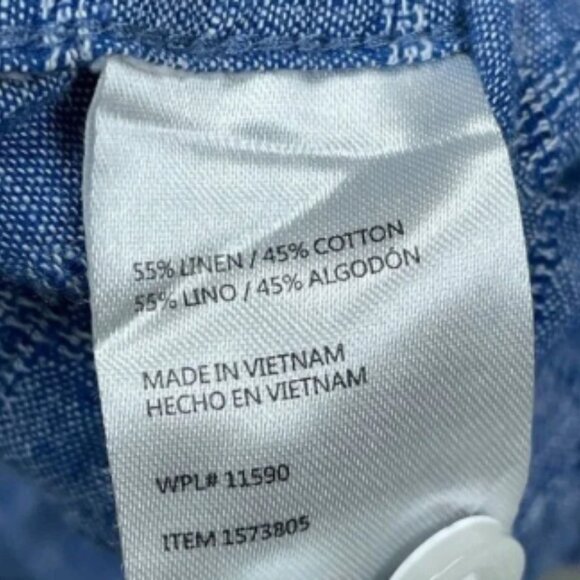 55% LINEN / 45% COTTON
55% LINO / 45% ALGODÓN
MADE IN VIETNAM
HECHO EN VIETNAM
WPL# 11590
ITEM 1573805